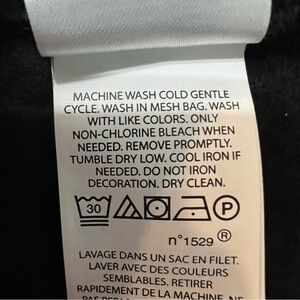 MACHINE WASH COLD GENTLE
CYCLE. WASH IN MESH BAG. WASH
WITH LIKE COLORS. ONLY
NON-CHLORINE BLEACH WHEN
NEEDED. REMOVE PROMPTLY.
TUMBLE DRY LOW. COOL IRON IF
NEEDED. DO NOT IRON
DECORATION. DRY CLEAN.
30 P
n°1529 ®
LAVAGE DANS UN SAC EN FILET.
LAVER AVEC DES COULEURS
SEMBLABLES. RETIRER
RAPIDEMENT DE LA MACHINE. NE